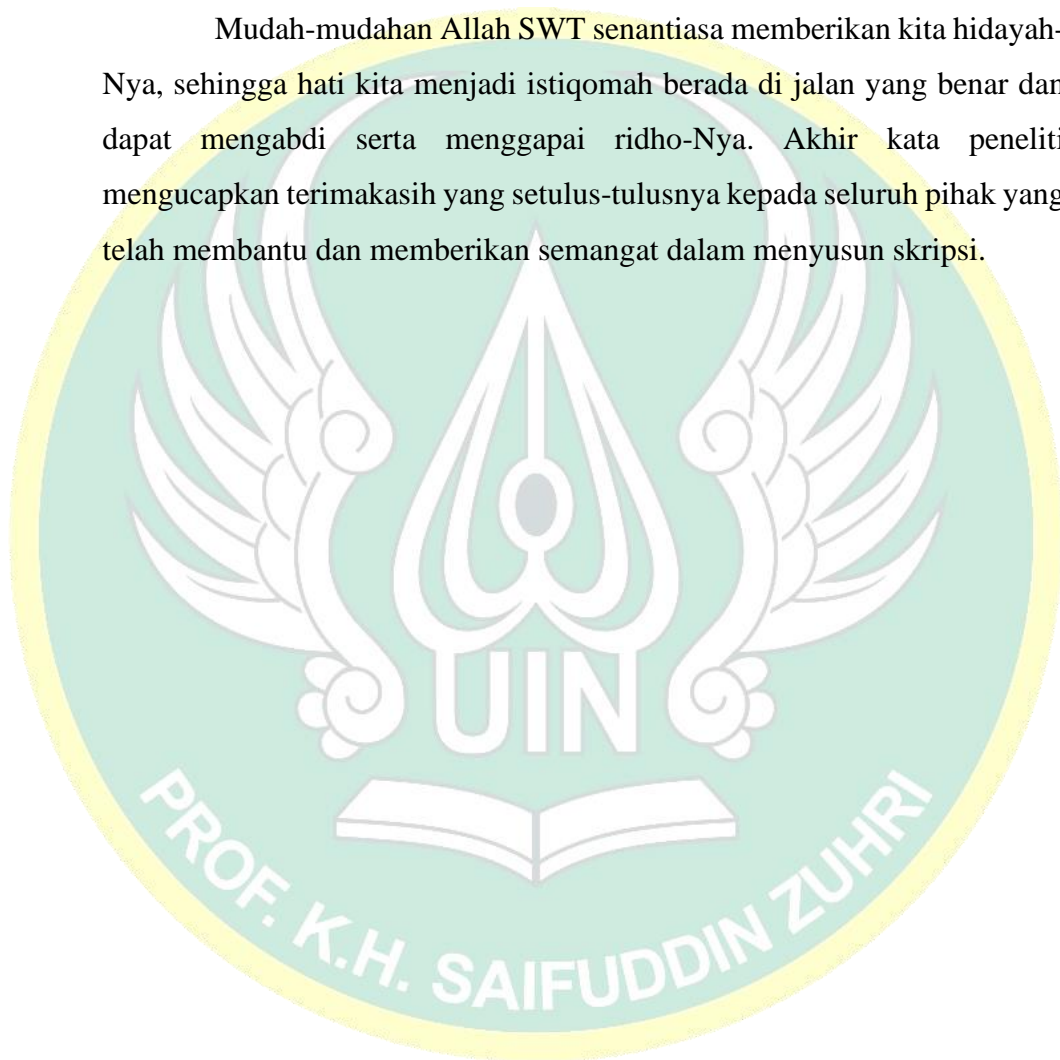 Mudah-mudahan Allah SWT senantiasa memberikan kita hidayah-
Nya, sehingga hati kita menjadi istiqomah berada di jalan yang benar dan
dapat mengabdi serta menggapai ridho-Nya. Akhir kata peneliti
mengucapkan terimakasih yang setulus-tulusnya kepada seluruh pihak yang
telah membantu dan memberikan semangat dalam menyusun skripsi.
UIN
PROF. K.H. SAIFUDDIN ZUHRI